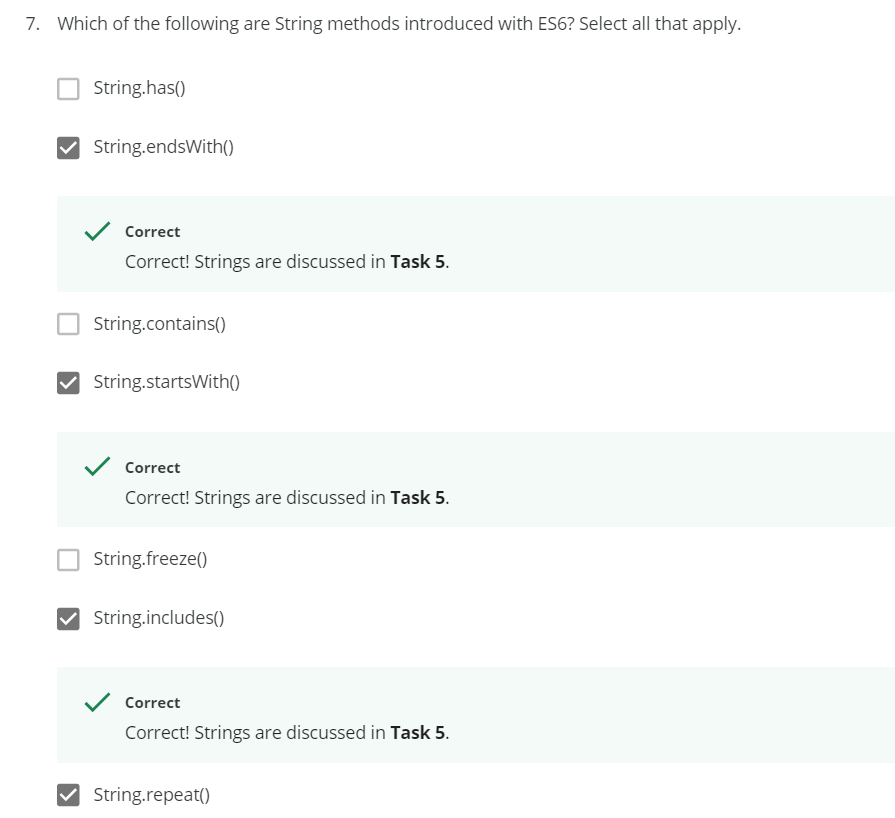 7. Which of the following are String methods introduced with ES6? Select all that apply.
String.has()
String.endsWith()
Correct
Correct! Strings are discussed in Task 5.
String.contains()
String.startsWith()
Correct
Correct! Strings are discussed in Task 5.
String.freeze()
String.includes()
Correct
Correct! Strings are discussed in Task 5.
String.repeat()